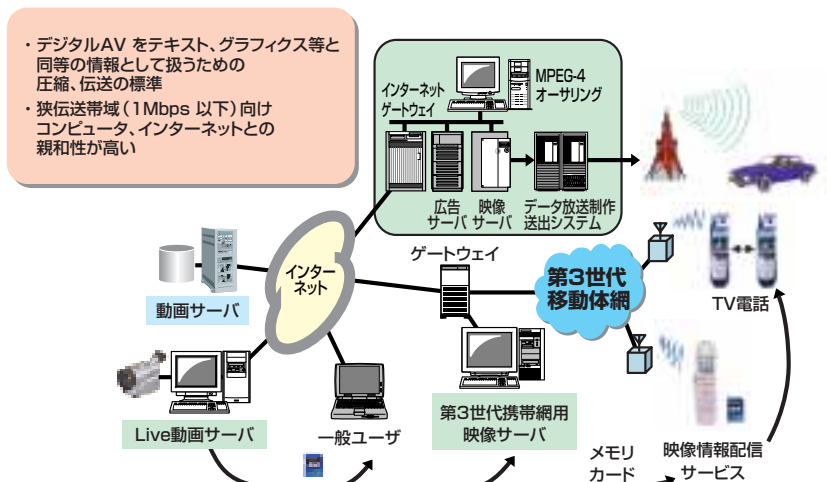 ・デジタルAV をテキスト、グラフィクス等と
同等の情報として扱うための
圧縮、伝送の標準
・狭伝送帯域（1Mbps 以下）向け
コンピュータ、インターネットとの
親和性が高い
インターネット
ゲートウェイ
MPEG-4
オーサリング
広告
サーバ
映像
サーバ
データ放送制作
送出システム
ゲートウェイ
インター
ネット
第3世代
移動体網
動画サーバ
TV電話
Live動画サーバ
一般ユーザ
第3世代携帯網用
映像サーバ
メモリ
カード
映像情報配信
サービス